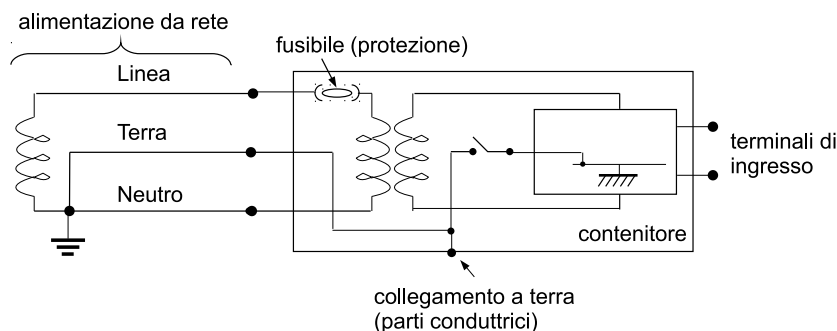 alimentazione da rete
fusibile (protezione)
Linea
Terra
terminali di
ingresso
Neutro
contenitore
collegamento a terra
(parti conduttrici)